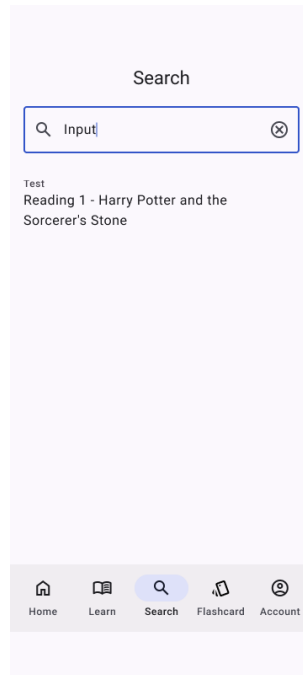 Search
Input
Test
Reading 1 - Harry Potter and the
Sorcerer's Stone
Home Learn Search Flashcard Account